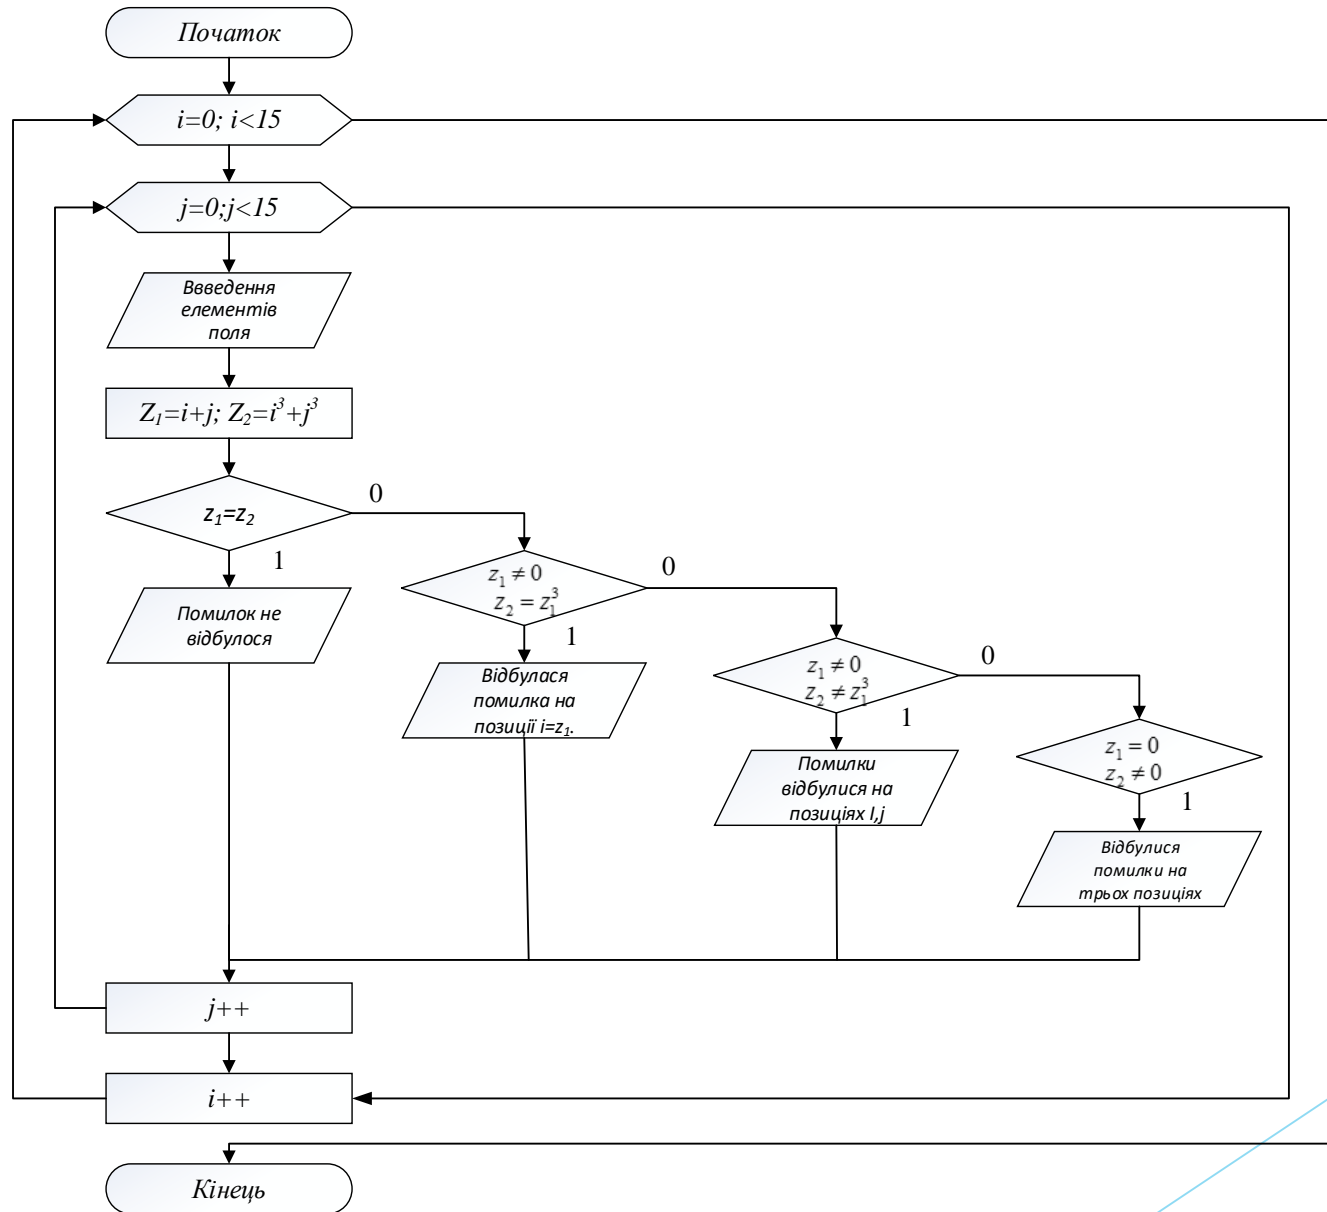 Початок
i=0; i<15
j=0;j<15
Ввведення
елементів
поля
Z₁=i+j; Z₂=i³+j³
z₁=z₂
0
1
Помилок не
відбулося
z₁ ≠ 0
z₂ = z₁³
0
1
Відбулася
помилка на
позиції i=z₁.
z₁ ≠ 0
z₂ ≠ z₁³
0
1
Помилки
відбулися на
позиціях I,j
z₁ = 0
z₂ ≠ 0
1
Відбулися
помилки на
трьох позиціях
j++
i++
Кінець